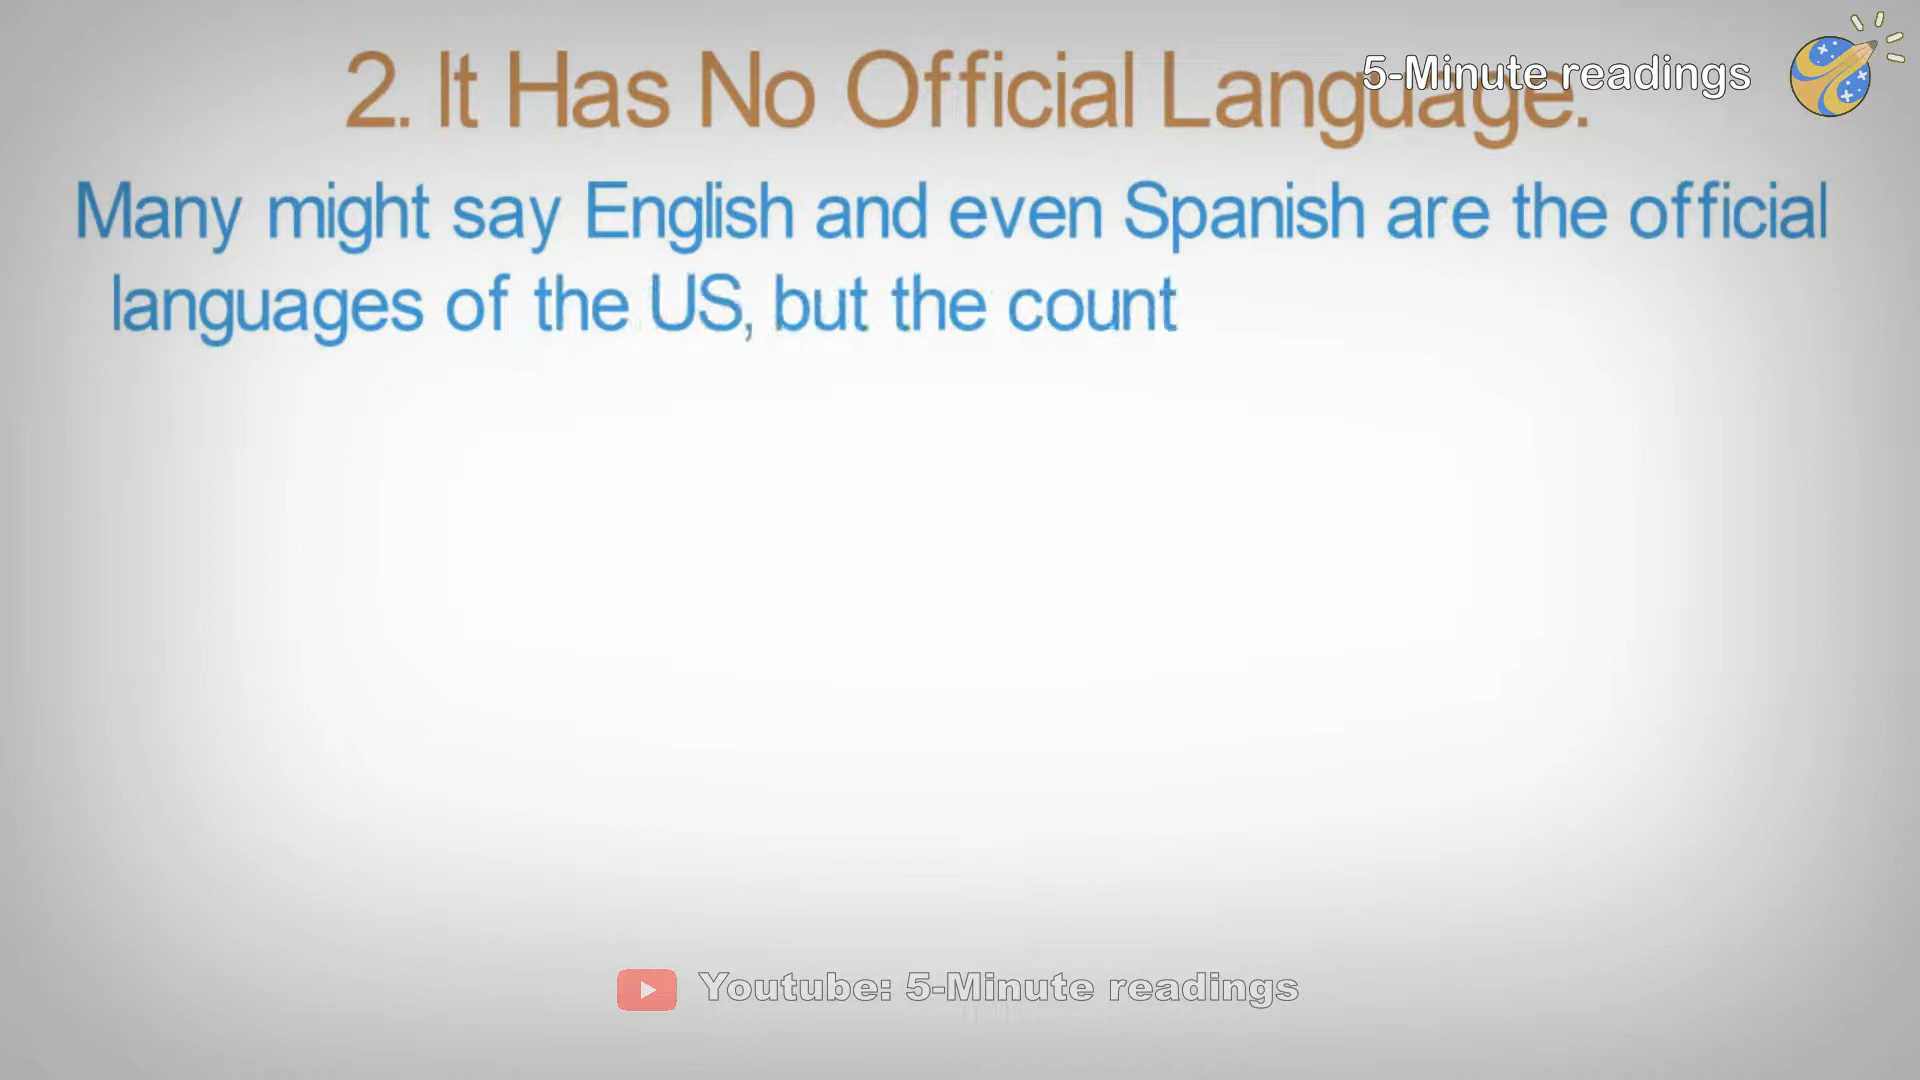 2. It Has No Official Language.
5-Minute readings
Many might say English and even Spanish are the official
languages of the US, but the count
Youtube: 5-Minute readings